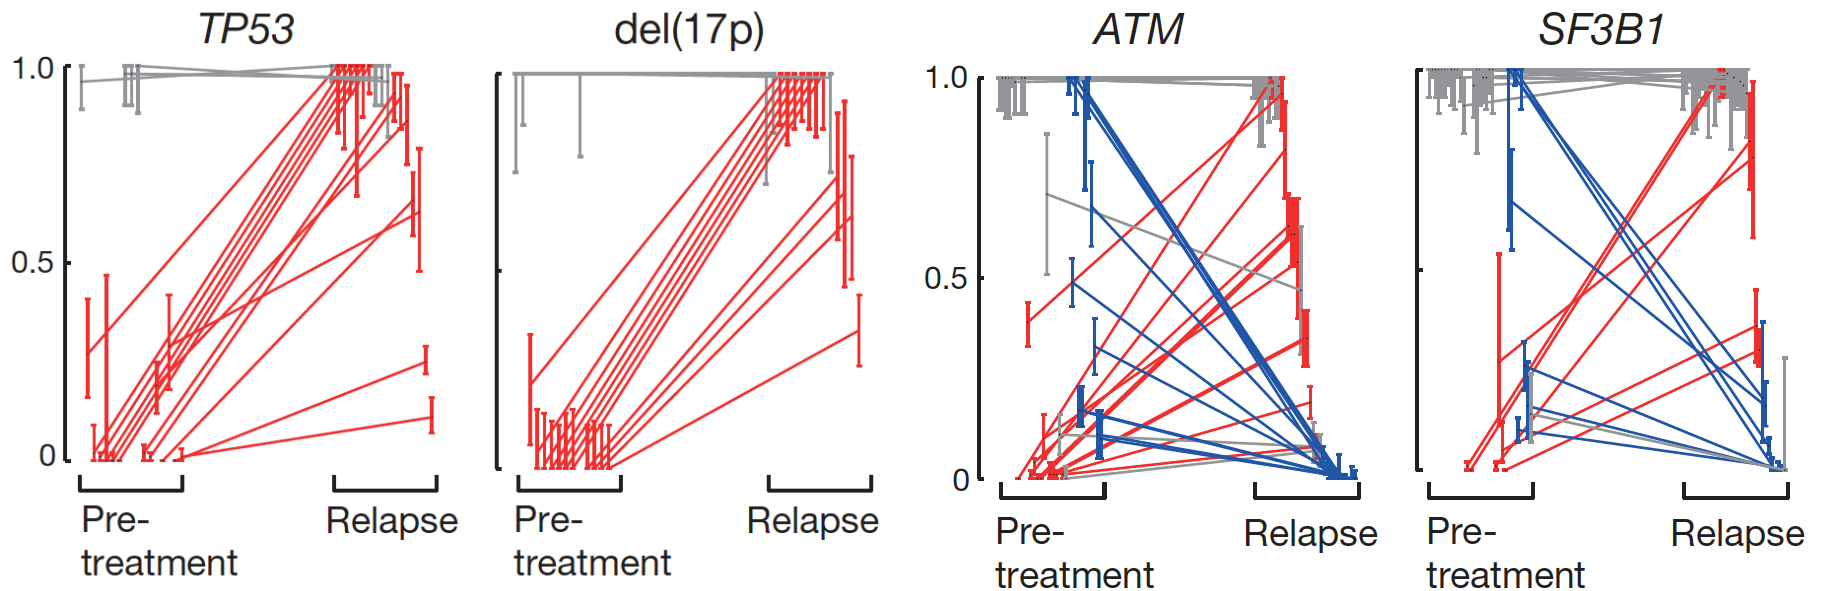 TP53
del(17p)
ATM
SF3B1
1.0
0.5
0
1.0
0.5
0
Pre-
treatment
Relapse
Pre-
treatment
Relapse
Pre-
treatment
Relapse
Pre-
treatment
Relapse